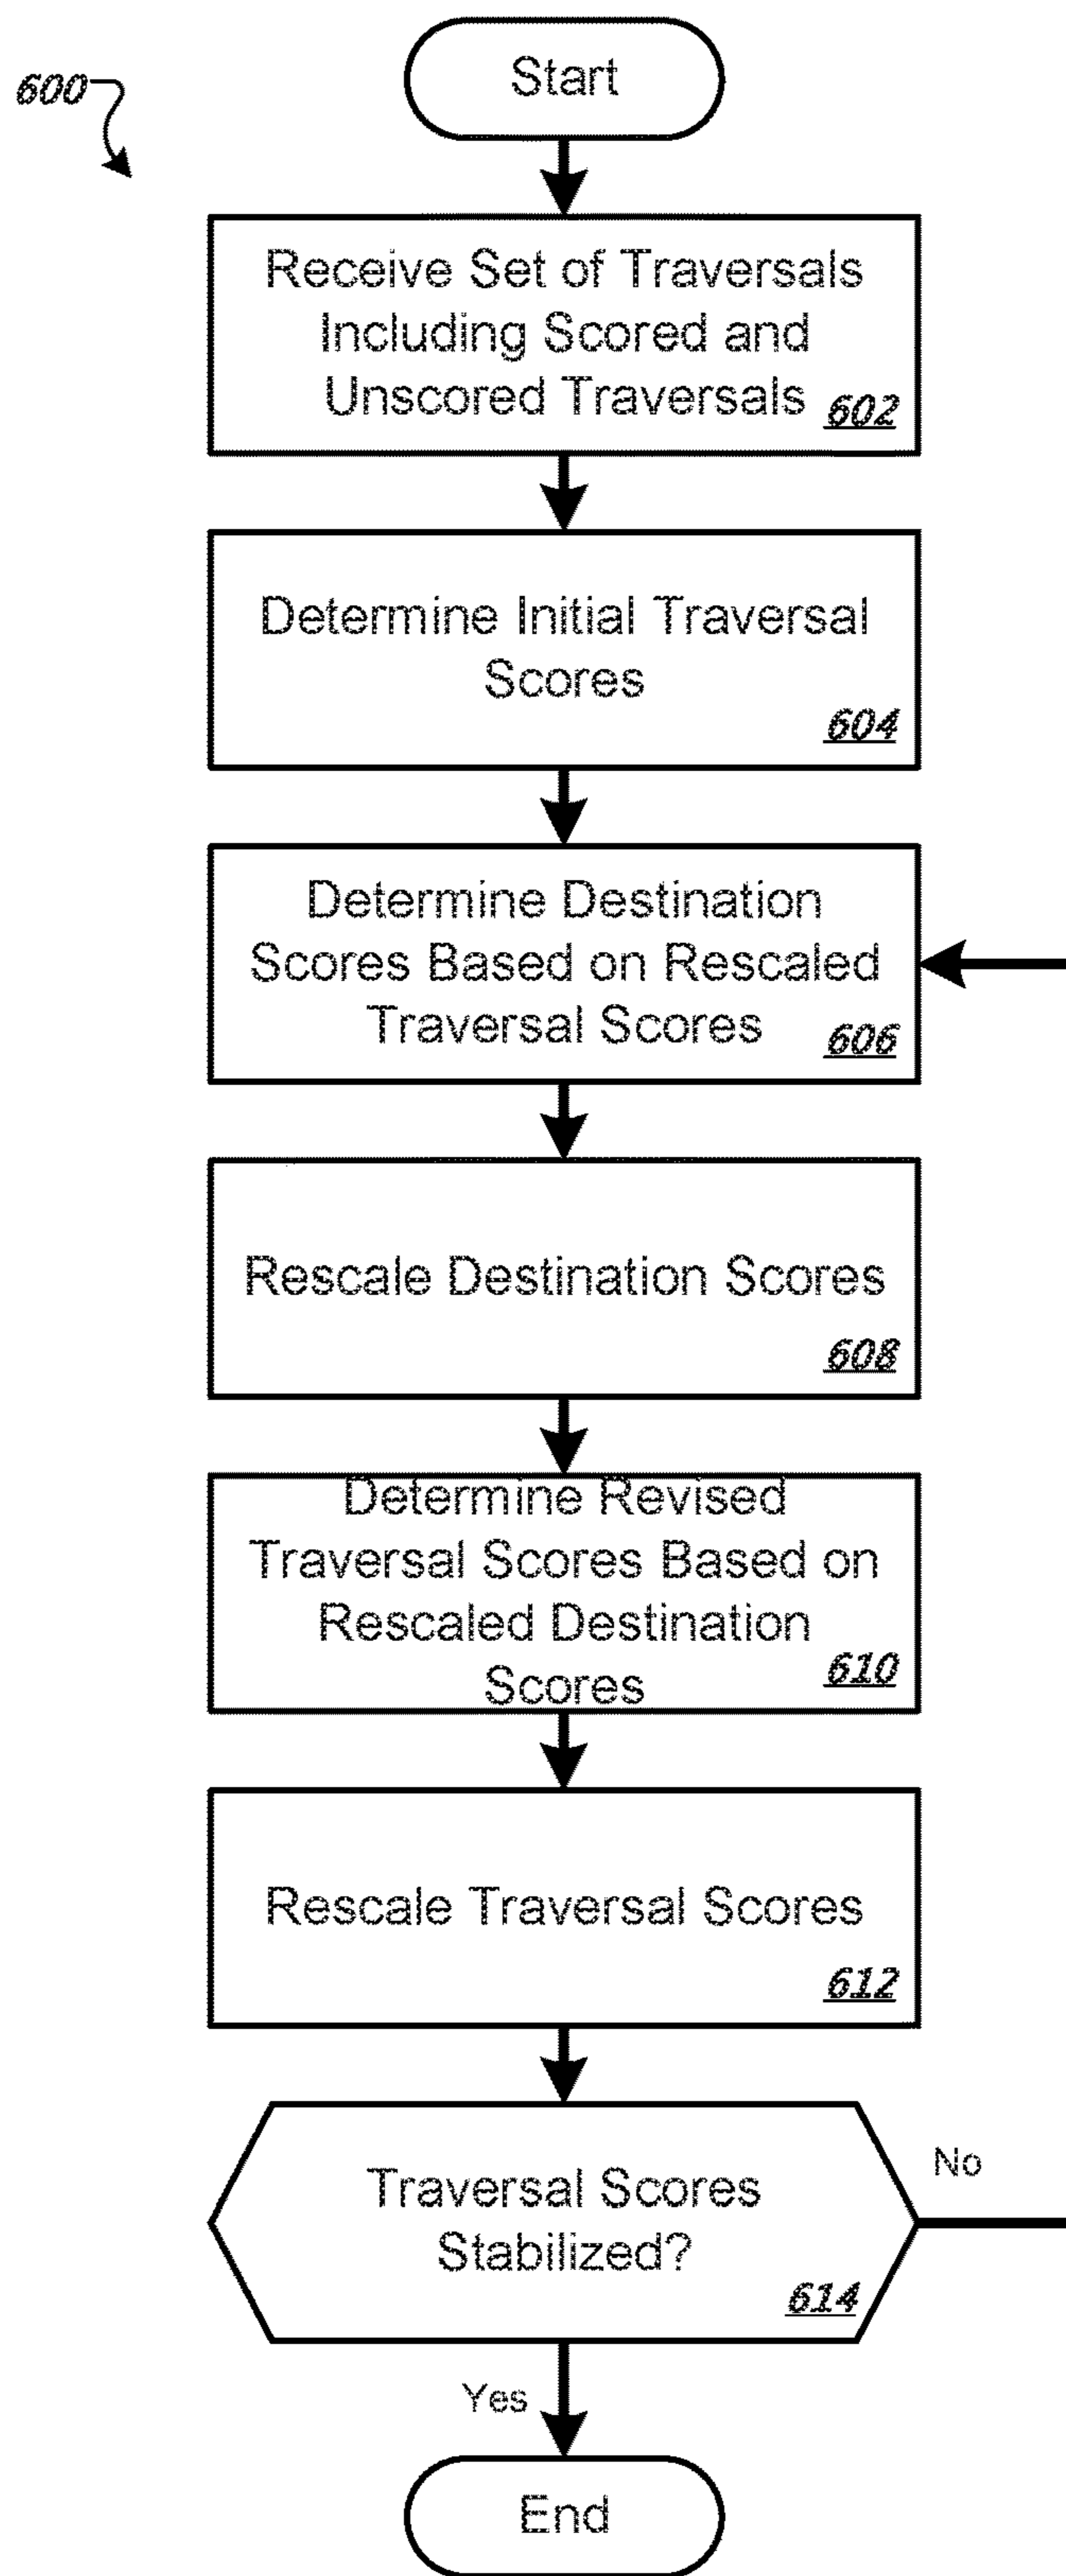 Start
600
Receive Set of Traversals
Including Scored and
Unscored Traversals
602
Determine Initial Traversal
Scores
604
Determine Destination
Scores Based on Rescaled
Traversal Scores
606
Rescale Destination Scores
608
Determine Revised
Traversal Scores Based on
Rescaled Destination
Scores
610
Rescale Traversal Scores
612
Traversal Scores
Stabilized?
614
No
Yes
End